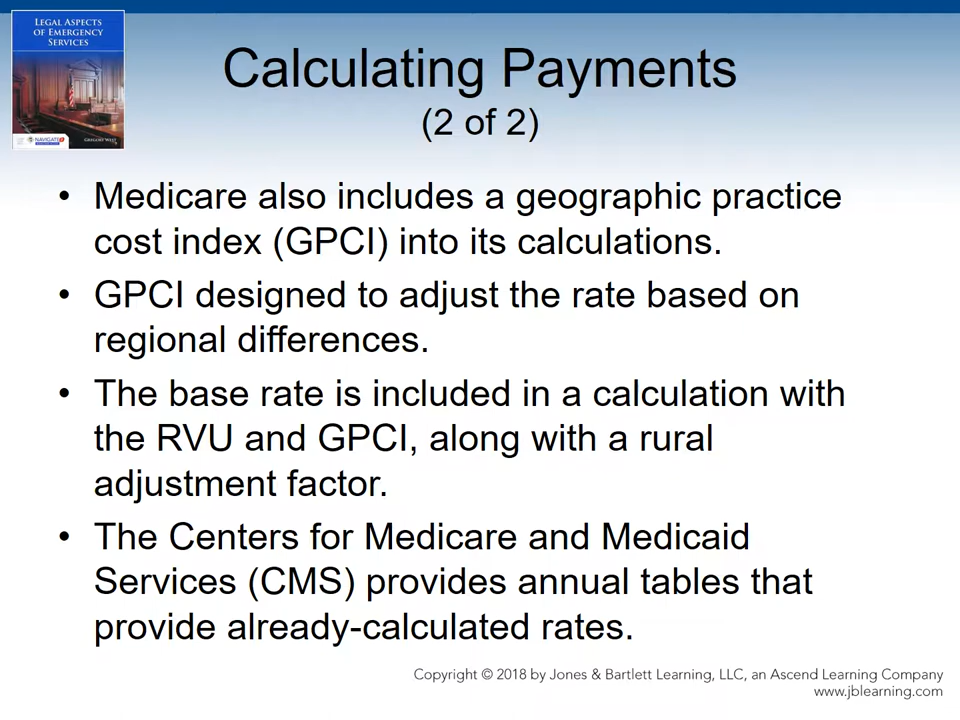 LEGAL ASPECTS
OF EMERGENCY
SERVICES
NAVIGATE
GREGORY WEST
Calculating Payments
(2 of 2)
• Medicare also includes a geographic practice
cost index (GPCI) into its calculations.
• GPCI designed to adjust the rate based on
regional differences.
• The base rate is included in a calculation with
the RVU and GPCI, along with a rural
adjustment factor.
• The Centers for Medicare and Medicaid
Services (CMS) provides annual tables that
provide already-calculated rates.
Copyright © 2018 by Jones & Bartlett Learning, LLC, an Ascend Learning Company
www.jblearning.com